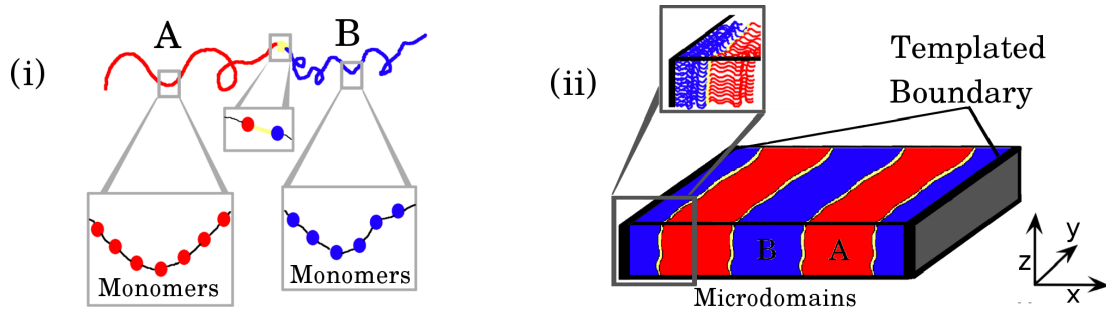 (i)
A
B
Monomers
Monomers
(ii)
Templated
Boundary
B
A
Microdomains
z
y
x